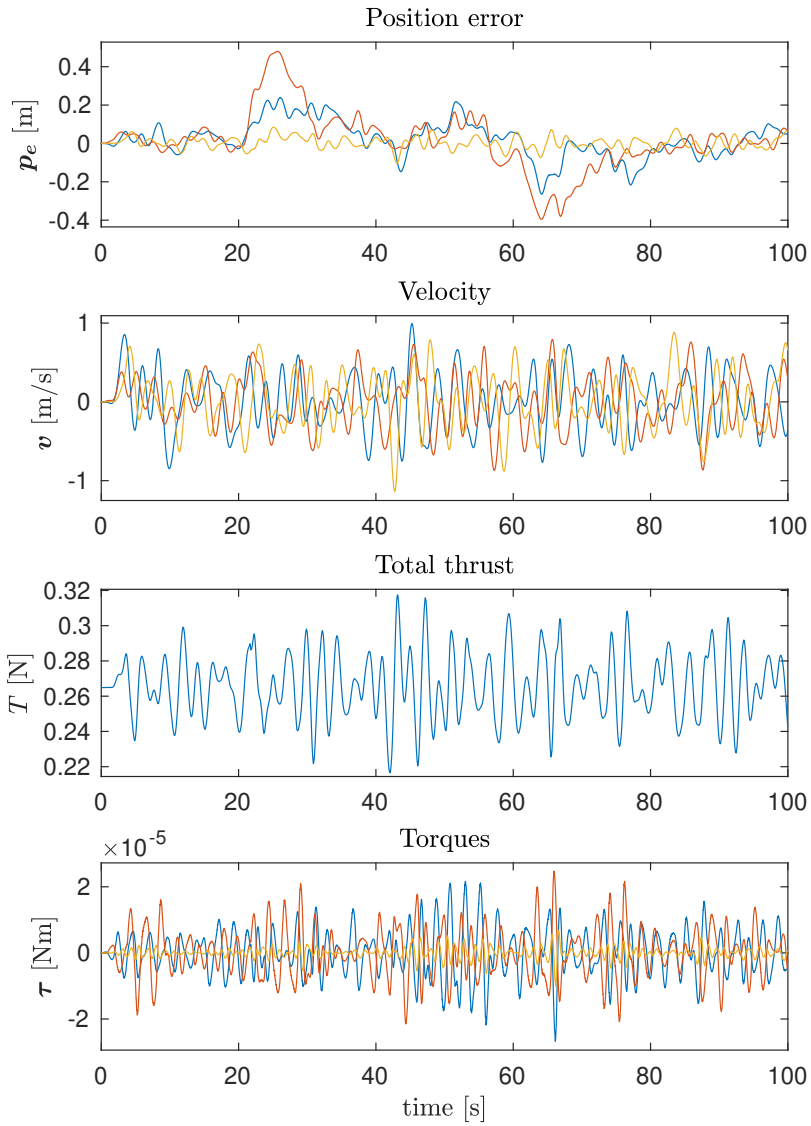 Position error
p_e [m]
0.4
0.2
0
-0.2
-0.4
0 20 40 60 80 100
Velocity
v [m/s]
1
0
-1
0 20 40 60 80 100
Total thrust
T [N]
0.32
0.3
0.28
0.26
0.24
0.22
0 20 40 60 80 100
Torques
×10^-5
τ [Nm]
2
0
-2
0 20 40 60 80 100
time [s]